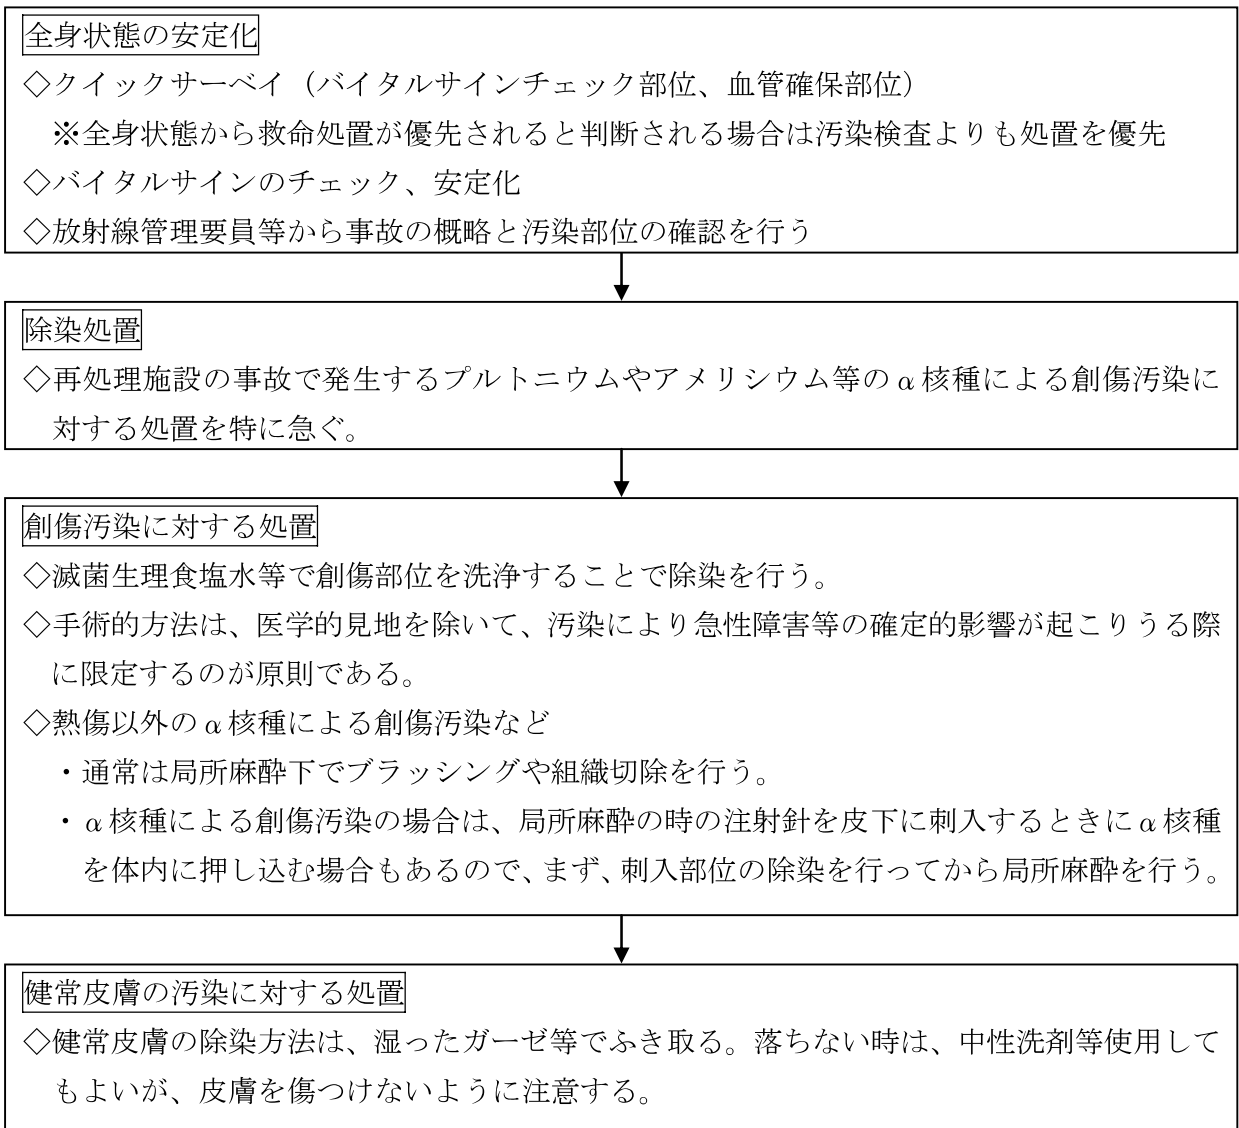 全身状態の安定化
◇クイックサーベイ（バイタルサインチェック部位、血管確保部位）
※全身状態から救命処置が優先されると判断される場合は汚染検査よりも処置を優先
◇バイタルサインのチェック、安定化
◇放射線管理要員等から事故の概略と汚染部位の確認を行う
除染処置
◇再処理施設の事故で発生するプルトニウムやアメリシウム等のα核種による創傷汚染に
対する処置を特に急ぐ。
創傷汚染に対する処置
◇滅菌生理食塩水等で創傷部位を洗浄することで除染を行う。
◇手術的方法は、医学的見地を除いて、汚染により急性障害等の確定的影響が起こりうる際
に限定するのが原則である。
◇熱傷以外のα核種による創傷汚染など
・通常は局所麻酔下でブラッシングや組織切除を行う。
・α核種による創傷汚染の場合は、局所麻酔の時の注射針を皮下に刺入するときにα核種
を体内に押し込む場合もあるので、まず、刺入部位の除染を行ってから局所麻酔を行う。
健常皮膚の汚染に対する処置
◇健常皮膚の除染方法は、湿ったガーゼ等でふき取る。落ちない時は、中性洗剤等使用して
もよいが、皮膚を傷つけないように注意する。